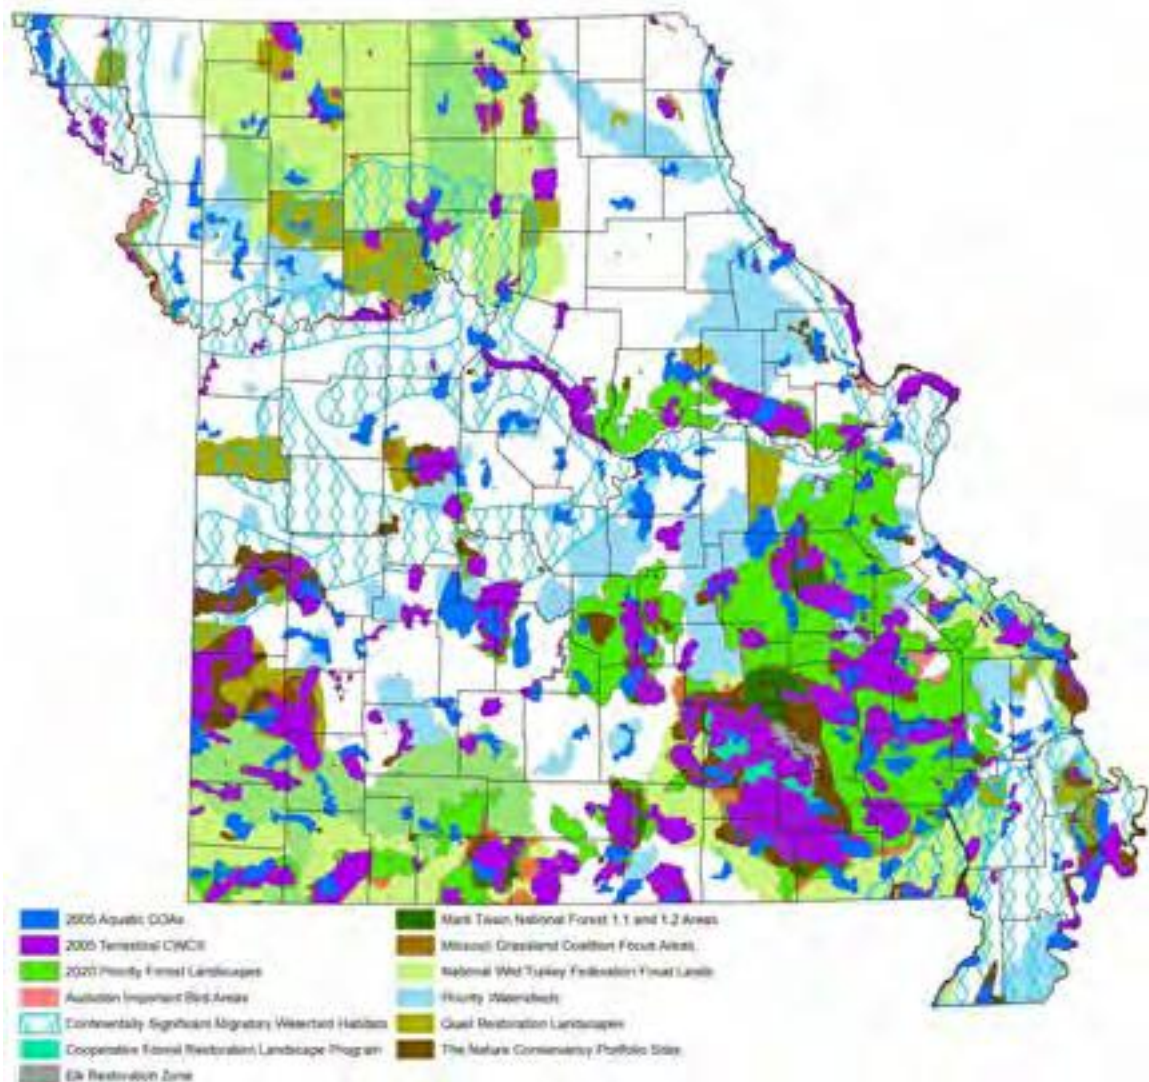 2005 Aquatic COAs
2005 Terrestrial CWCS
2020 Priority Forest Landscapes
Audubon Important Bird Areas
Continentally Significant Migratory Waterfowl Habitats
Cooperative Forest Restoration Landscape Program
Elk Restoration Zone
Mark Twain National Forest 1.1 and 1.2 Areas
Missouri Grassland Coalition Focus Areas
National Wild Turkey Federation Focal Lands
Priority Watersheds
Quail Restoration Landscapes
The Nature Conservancy Portfolio Sites